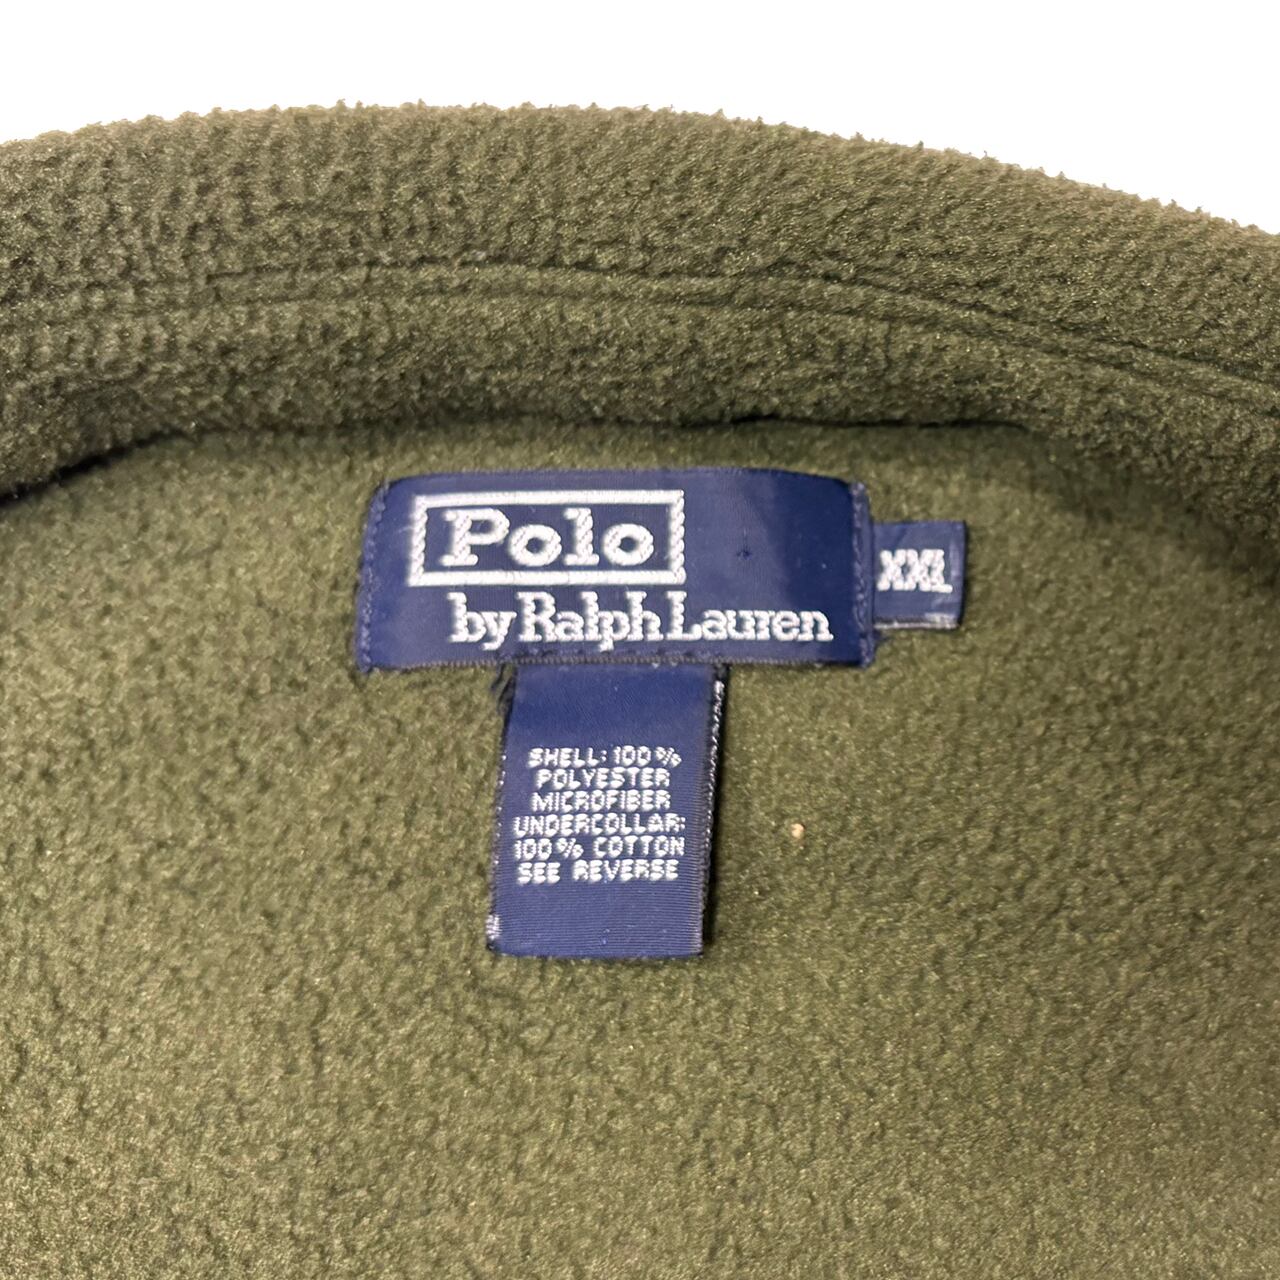 Polo
by Ralph Lauren
XXL
SHELL: 100%
POLYESTER
MICROFIBER
UNDERCOLLAR:
100% COTTON
SEE REVERSE